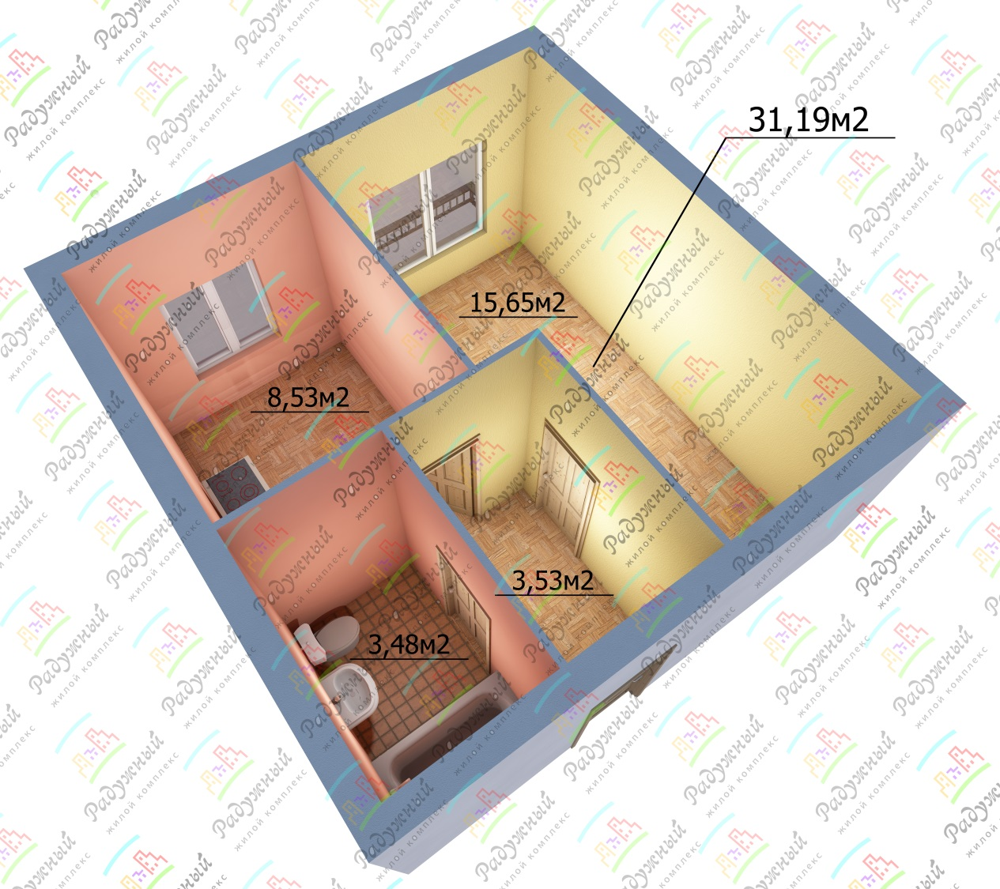 31,19м2
15,65м2
8,53м2
3,53м2
3,48м2
Радужный
жилой комплекс